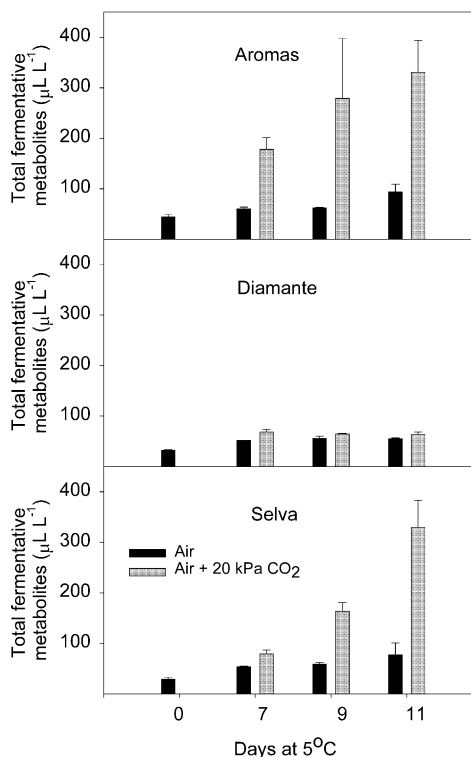 Total fermentative
metabolites (µL L⁻¹)
400
300
200
100
Aromas
Total fermentative
metabolites (µL L⁻¹)
400
300
200
100
Diamante
Total fermentative
metabolites (µL L⁻¹)
400
300
200
100
Selva
Air
Air + 20 kPa CO₂
0 7 9 11
Days at 5⁰C